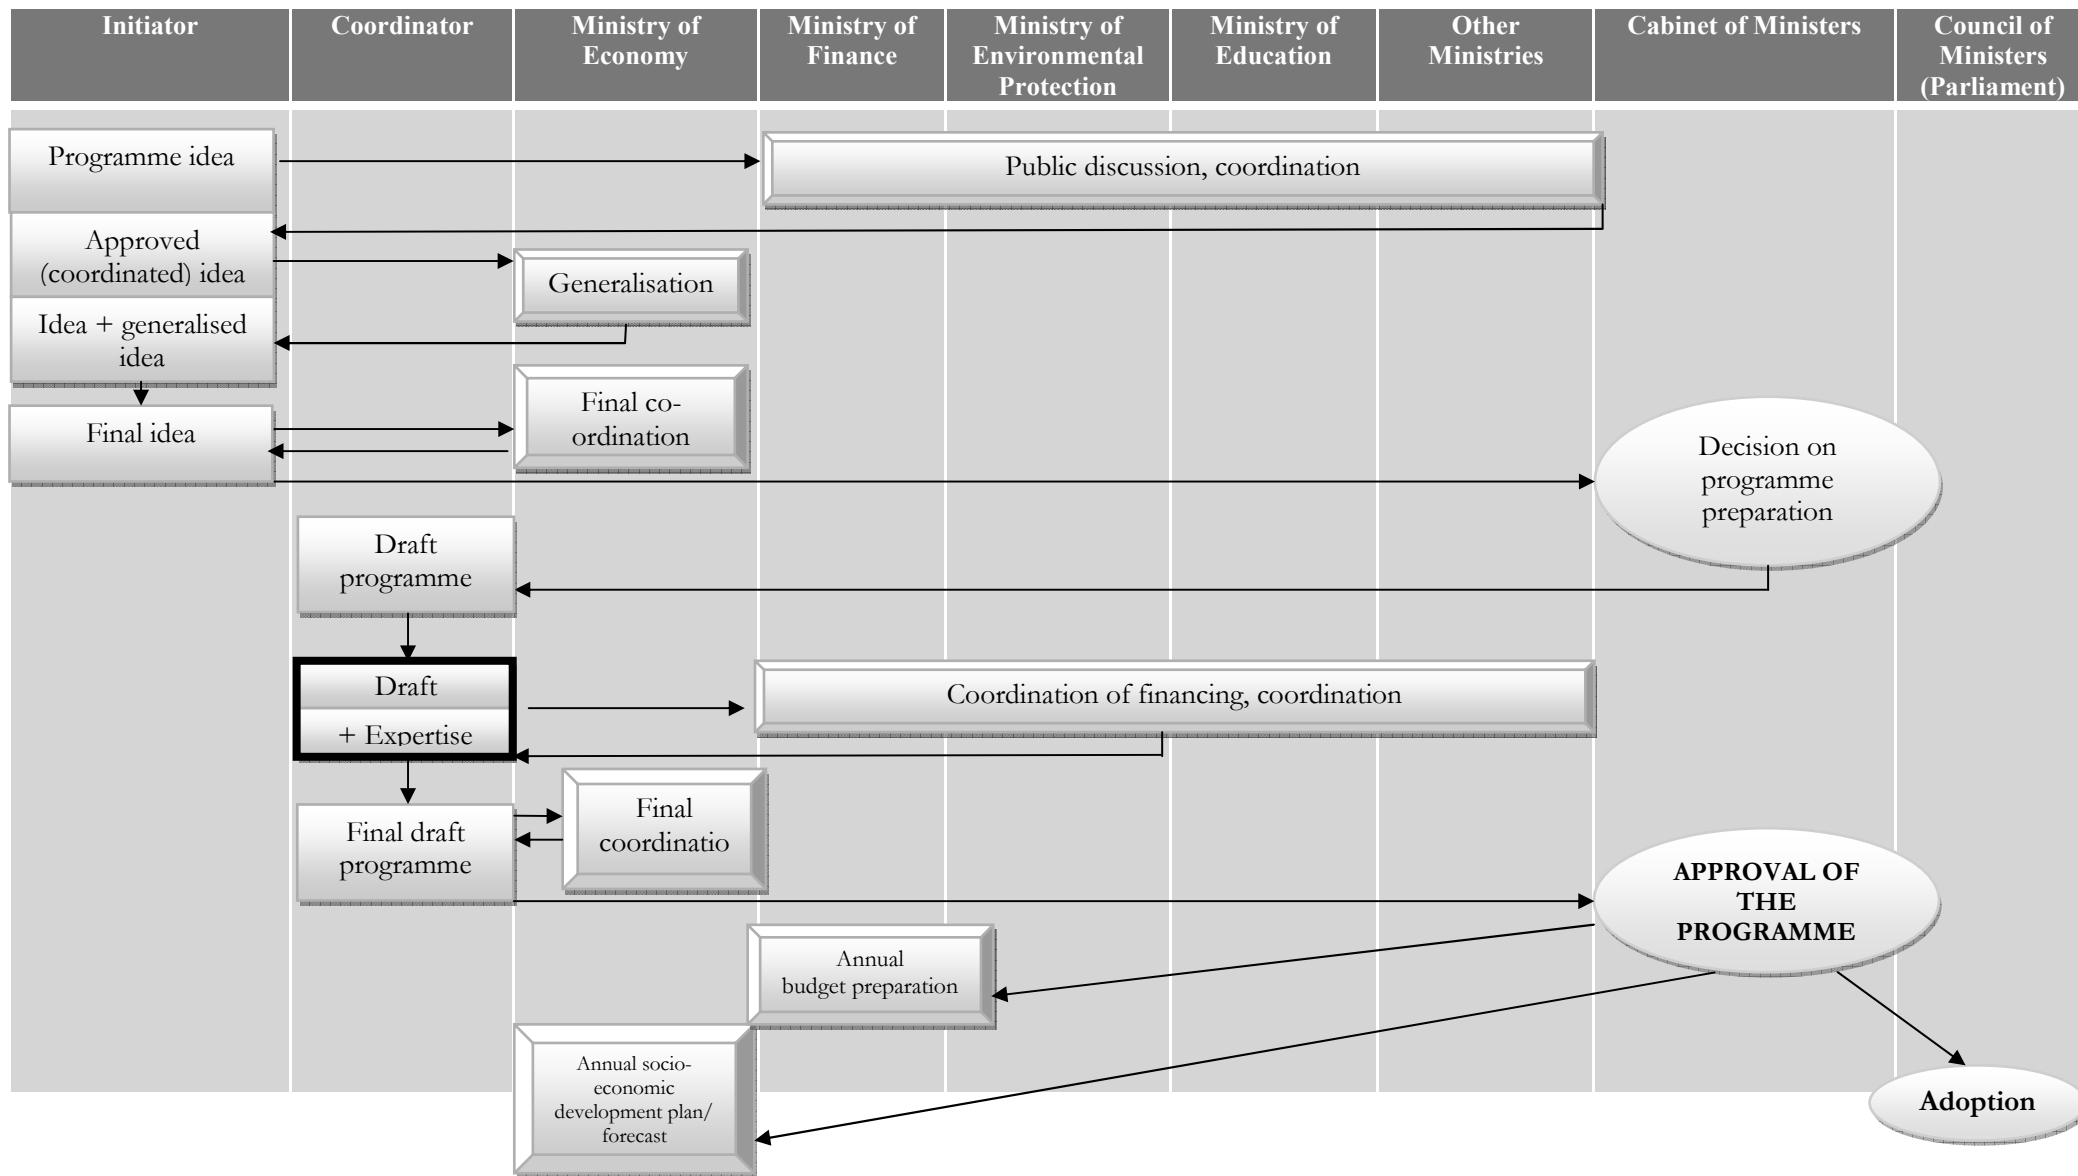 Initiator
Coordinator
Ministry of
Economy
Ministry of
Finance
Ministry of
Environmental
Protection
Ministry of
Education
Other
Ministries
Cabinet of Ministers
Council of
Ministers
(Parliament)
Programme idea
Public discussion, coordination
Approved
(coordinated) idea
Generalisation
Idea + generalised
idea
Final co-
ordination
Final idea
Decision on
programme
preparation
Draft
programme
Draft
+ Expertise
Coordination of financing, coordination
Final
coordinatio
Final draft
programme
APPROVAL OF
THE
PROGRAMME
Annual
budget preparation
Annual socio-
economic
development plan/
forecast
Adoption